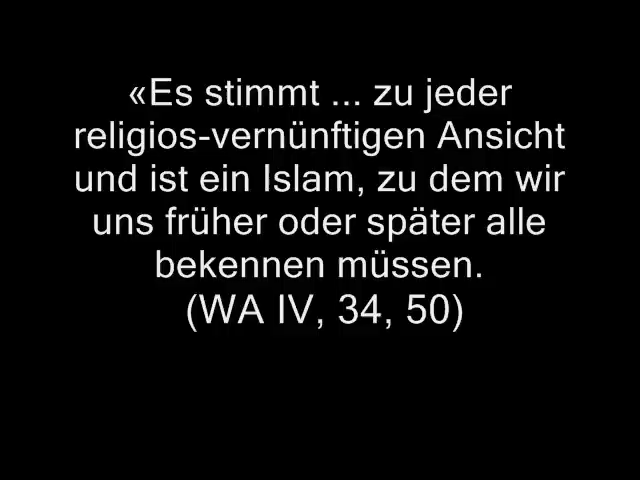 «Es stimmt ... zu jeder
religios-vernünftigen Ansicht
und ist ein Islam, zu dem wir
uns früher oder später alle
bekennen müssen.
(WA IV, 34, 50)